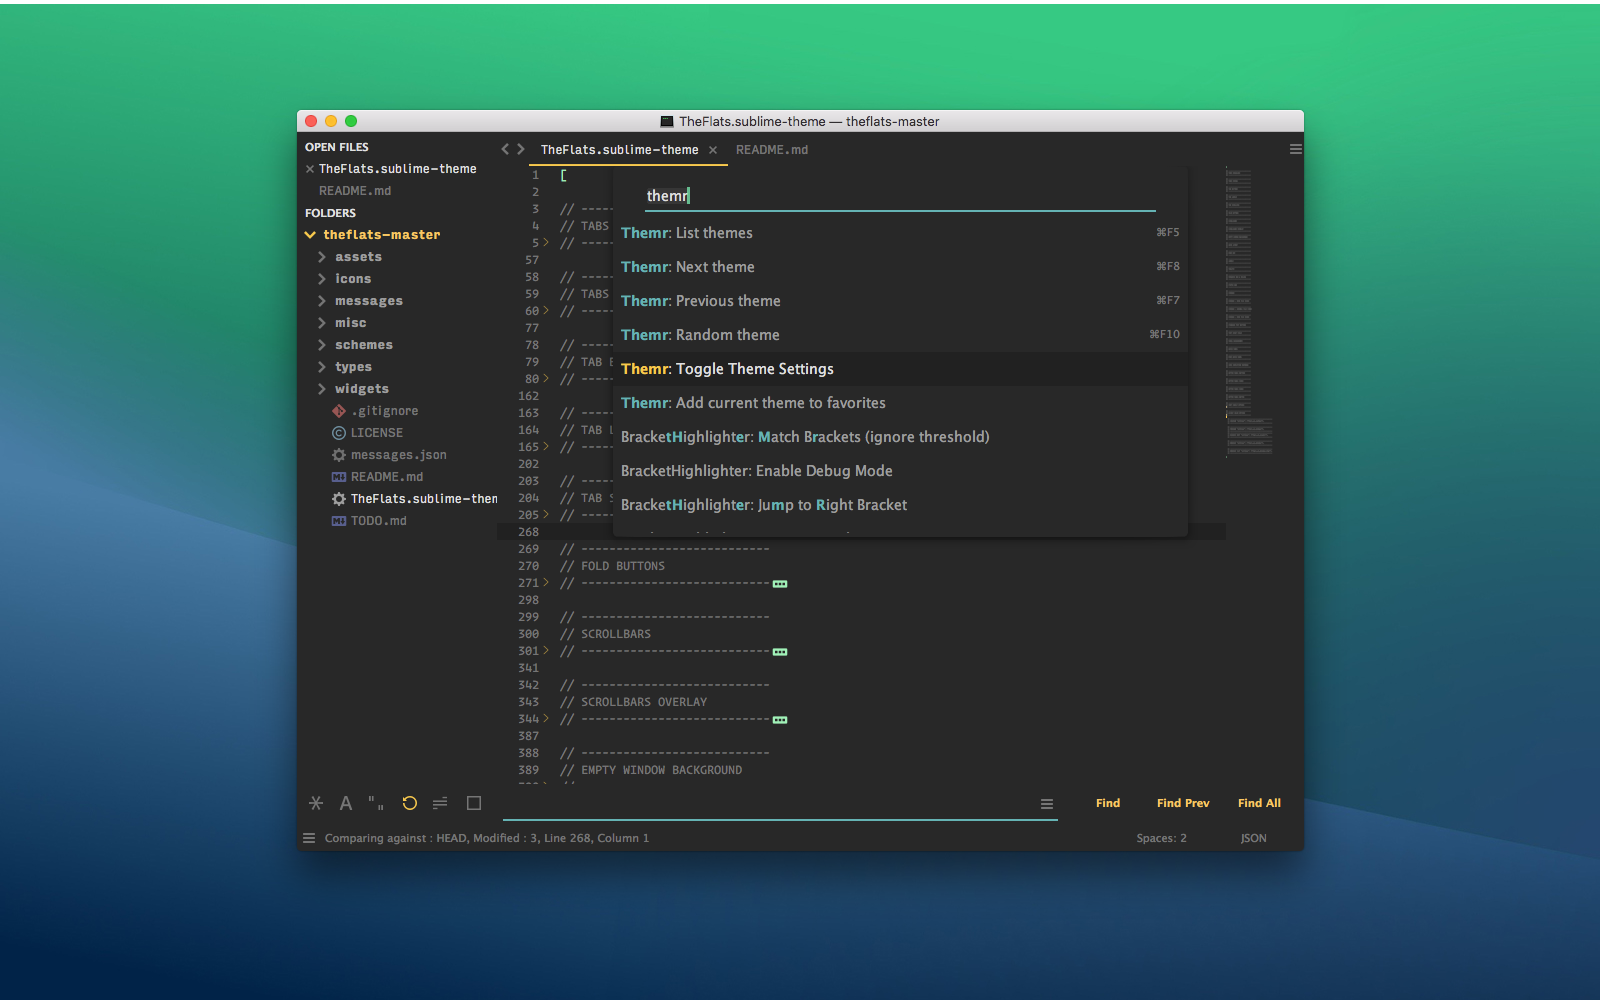 TheFlats.sublime-theme — theflats-master
OPEN FILES
TheFlats.sublime-theme
README.md
FOLDERS
theflats-master
assets
icons
messages
misc
schemes
types
widgets
.gitignore
LICENSE
messages.json
README.md
TheFlats.sublime-them
TODO.md
TheFlats.sublime-theme
README.md
1 [
2
3 // -----
4 // TABS
5 // -----
57
58 // -----
59 // TABS
60 // -----
77
78 // -----
79 // TAB
80 // -----
162
163 // -----
164 // TAB L
165 // -----
202
203 // -----
204 // TAB S
205 // -----
268
269 // ---------------------------
270 // FOLD BUTTONS
271 // ---------------------------
298
299 // ---------------------------
300 // SCROLLBARS
301 // ---------------------------
341
342 // ---------------------------
343 // SCROLLBARS OVERLAY
344 // ---------------------------
387
388 // ---------------------------
389 // EMPTY WINDOW BACKGROUND
themr
Themr: List themes ⌘F5
Themr: Next theme ⌘F8
Themr: Previous theme ⌘F7
Themr: Random theme ⌘F10
Themr: Toggle Theme Settings
Themr: Add current theme to favorites
BracketHighlighter: Match Brackets (ignore threshold)
BracketHighlighter: Enable Debug Mode
BracketHighlighter: Jump to Right Bracket
Find
Find Prev
Find All
Comparing against : HEAD, Modified : 3, Line 268, Column 1
Spaces: 2
JSON